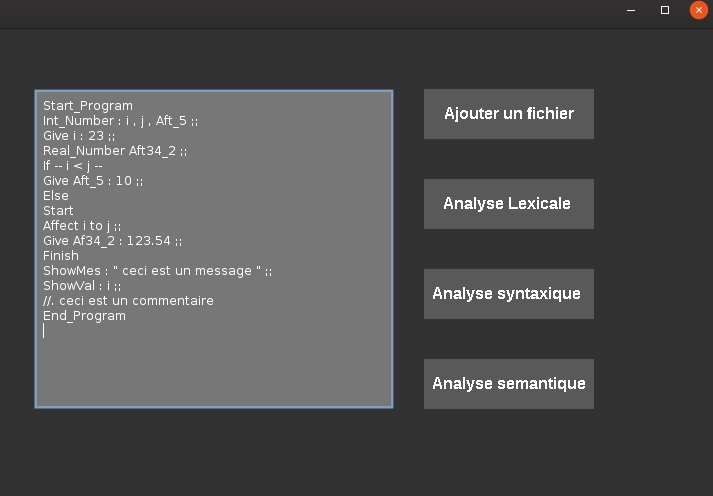 Start_Program
Int_Number : i , j , Aft_5 ;;
Give i : 23 ;;
Real_Number Aft34_2 ;;
If -- i < j --
Give Aft_5 : 10 ;;
Else
Start
Affect i to j ;;
Give Af34_2 : 123.54 ;;
Finish
ShowMes : " ceci est un message " ;;
ShowVal : i ;;
//. ceci est un commentaire
End_Program
Ajouter un fichier
Analyse Lexicale
Analyse syntaxique
Analyse semantique